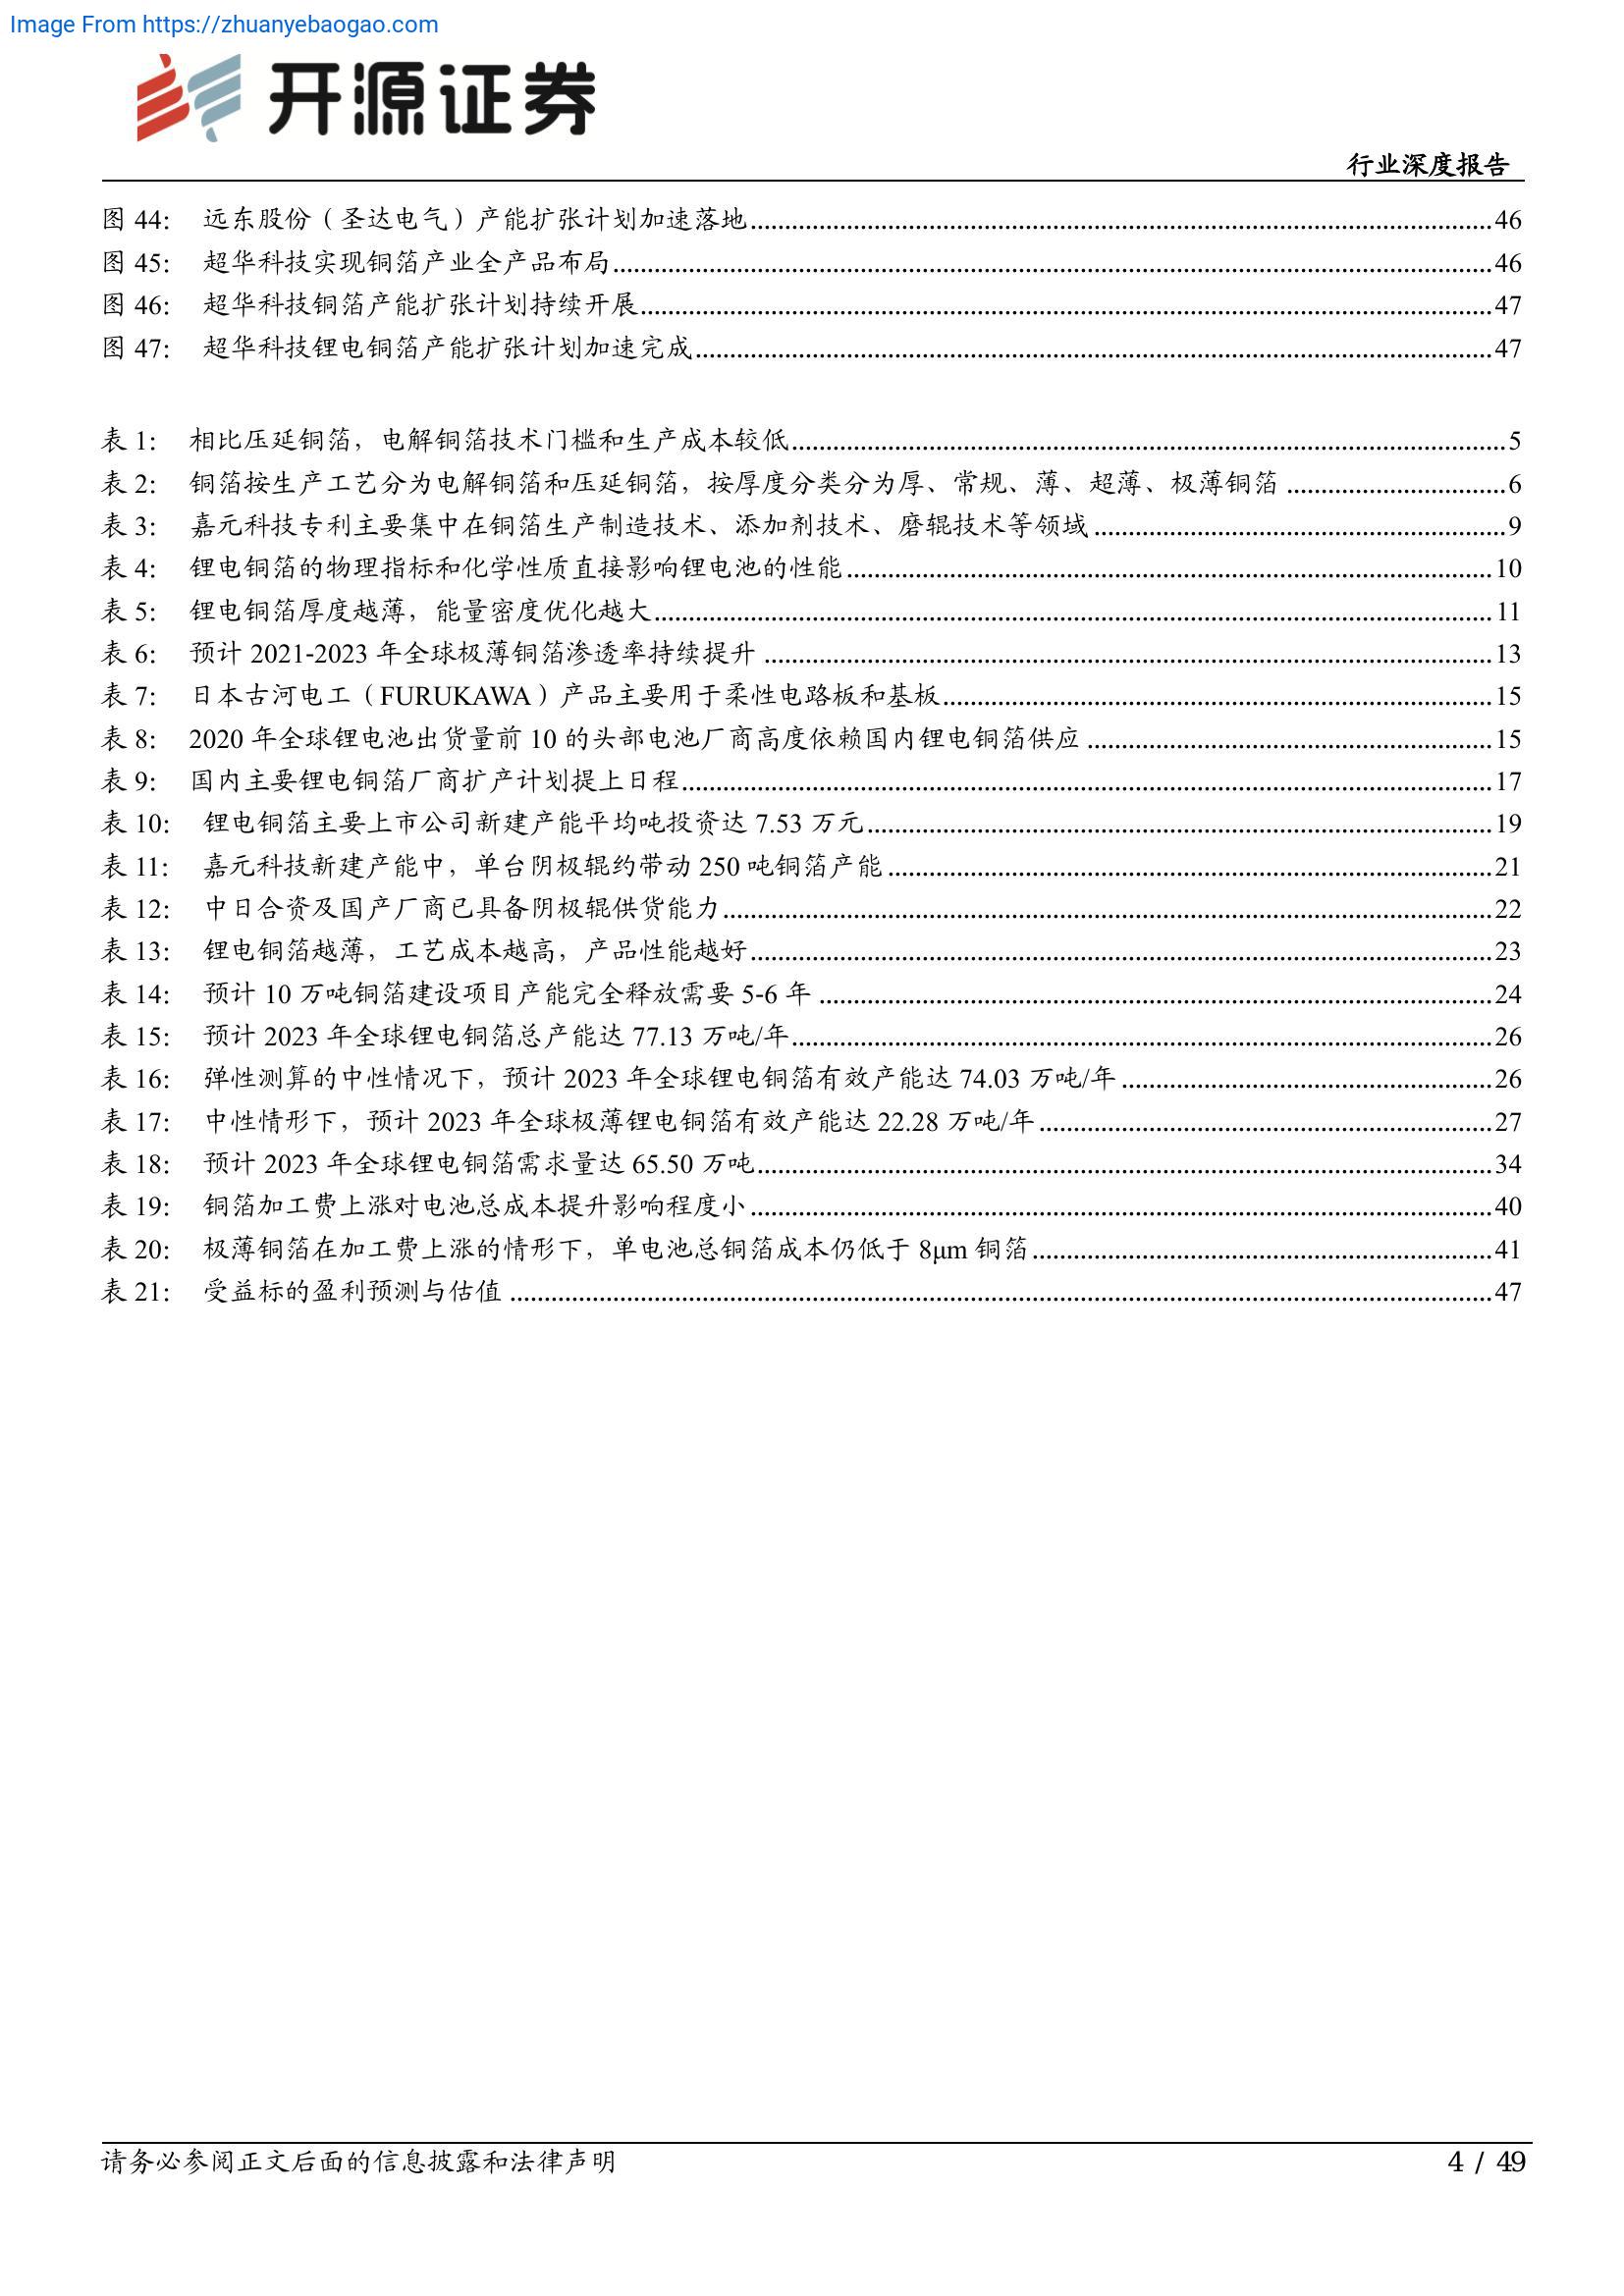 Image From https://zhuanyebaogao.com
开源证券
行业深度报告
图 44： 远东股份（圣达电气）产能扩张计划加速落地 46
图 45： 超华科技实现铜箔产业全产品布局 46
图 46： 超华科技铜箔产能扩张计划持续开展 47
图 47： 超华科技锂电铜箔产能扩张计划加速完成 47
表 1： 相比压延铜箔，电解铜箔技术门槛和生产成本较低 5
表 2： 铜箔按生产工艺分为电解铜箔和压延铜箔，按厚度分类分为厚、常规、薄、超薄、极薄铜箔 6
表 3： 嘉元科技专利主要集中在铜箔生产制造技术、添加剂技术、磨辊技术等领域 9
表 4： 锂电铜箔的物理指标和化学性质直接影响锂电池的性能 10
表 5： 锂电铜箔厚度越薄，能量密度优化越大 11
表 6： 预计 2021-2023 年全球极薄铜箔渗透率持续提升 13
表 7： 日本古河电工（FURUKAWA）产品主要用于柔性电路板和基板 15
表 8： 2020 年全球锂电池出货量前 10 的头部电池厂商高度依赖国内锂电铜箔供应 15
表 9： 国内主要锂电铜箔厂商扩产计划提上日程 17
表 10： 锂电铜箔主要上市公司新建产能平均吨投资达 7.53 万元 19
表 11： 嘉元科技新建产能中，单台阴极辊约带动 250 吨铜箔产能 21
表 12： 中日合资及国产厂商已具备阴极辊供货能力 22
表 13： 锂电铜箔越薄，工艺成本越高，产品性能越好 23
表 14： 预计 10 万吨铜箔建设项目产能完全释放需要 5-6 年 24
表 15： 预计 2023 年全球锂电铜箔总产能达 77.13 万吨/年 26
表 16： 弹性测算的中性情况下，预计 2023 年全球锂电铜箔有效产能达 74.03 万吨/年 26
表 17： 中性情形下，预计 2023 年全球极薄锂电铜箔有效产能达 22.28 万吨/年 27
表 18： 预计 2023 年全球锂电铜箔需求量达 65.50 万吨 34
表 19： 铜箔加工费上涨对电池总成本提升影响程度小 40
表 20： 极薄铜箔在加工费上涨的情形下，单电池总铜箔成本仍低于 8μm 铜箔 41
表 21： 受益标的盈利预测与估值 47
请务必参阅正文后面的信息披露和法律声明 4 / 49